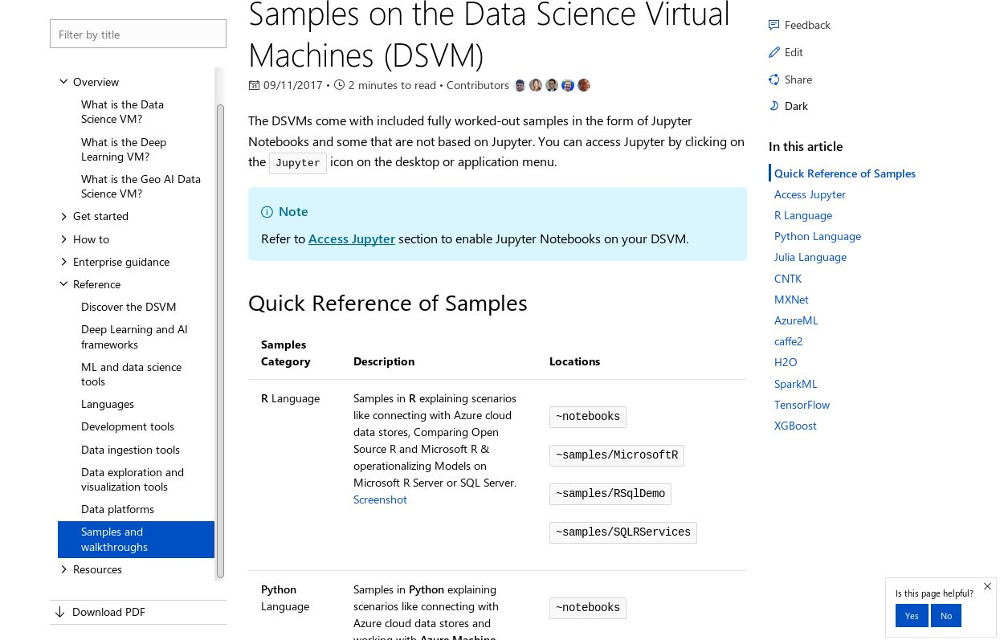 Filter by title
Overview
What is the Data
Science VM?
What is the Deep
Learning VM?
What is the Geo AI Data
Science VM?
Get started
How to
Enterprise guidance
Reference
Discover the DSVM
Deep Learning and AI
frameworks
ML and data science
tools
Languages
Development tools
Data ingestion tools
Data exploration and
visualization tools
Data platforms
Samples and
walkthroughs
Resources
Download PDF
Samples on the Data Science Virtual
Machines (DSVM)
09/11/2017 • 2 minutes to read • Contributors
The DSVMs come with included fully worked-out samples in the form of Jupyter
Notebooks and some that are not based on Jupyter. You can access Jupyter by clicking on
the Jupyter icon on the desktop or application menu.
Note
Refer to Access Jupyter section to enable Jupyter Notebooks on your DSVM.
Quick Reference of Samples
Samples
Category Description Locations
R Language
Samples in R explaining scenarios
like connecting with Azure cloud
data stores, Comparing Open
Source R and Microsoft R &
operationalizing Models on
Microsoft R Server or SQL Server.
Screenshot
~notebooks
~samples/MicrosoftR
~samples/RSqlDemo
~samples/SQLRServices
Python
Language
Samples in Python explaining
scenarios like connecting with
Azure cloud data stores and
working with Azure Machine
~notebooks
Feedback
Edit
Share
Dark
In this article
Quick Reference of Samples
Access Jupyter
R Language
Python Language
Julia Language
CNTK
MXNet
AzureML
caffe2
H2O
SparkML
TensorFlow
XGBoost
Is this page helpful?
Yes No